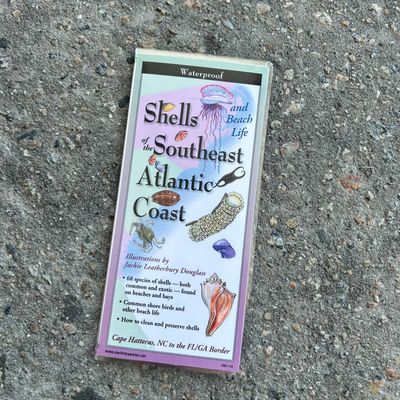 Waterproof
Shells
and
Beach
Life
of the Southeast
Atlantic
Coast
Illustrations by
Jackie Leatherbury Douglass
• 68 species of shells — both
common and exotic — found
on beaches and bays
• Common shore birds and
other beach life
• How to clean and preserve shells
Cape Hatteras, NC to the FL/GA Border
www.earthskywater.net